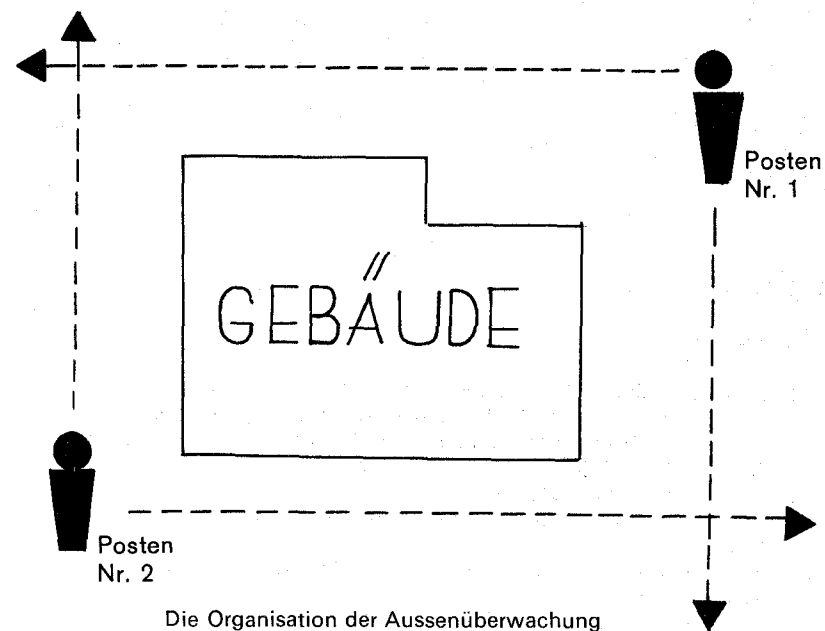 Posten
Nr. 1
GEBÄUDE
Posten
Nr. 2
Die Organisation der Aussenüberwachung